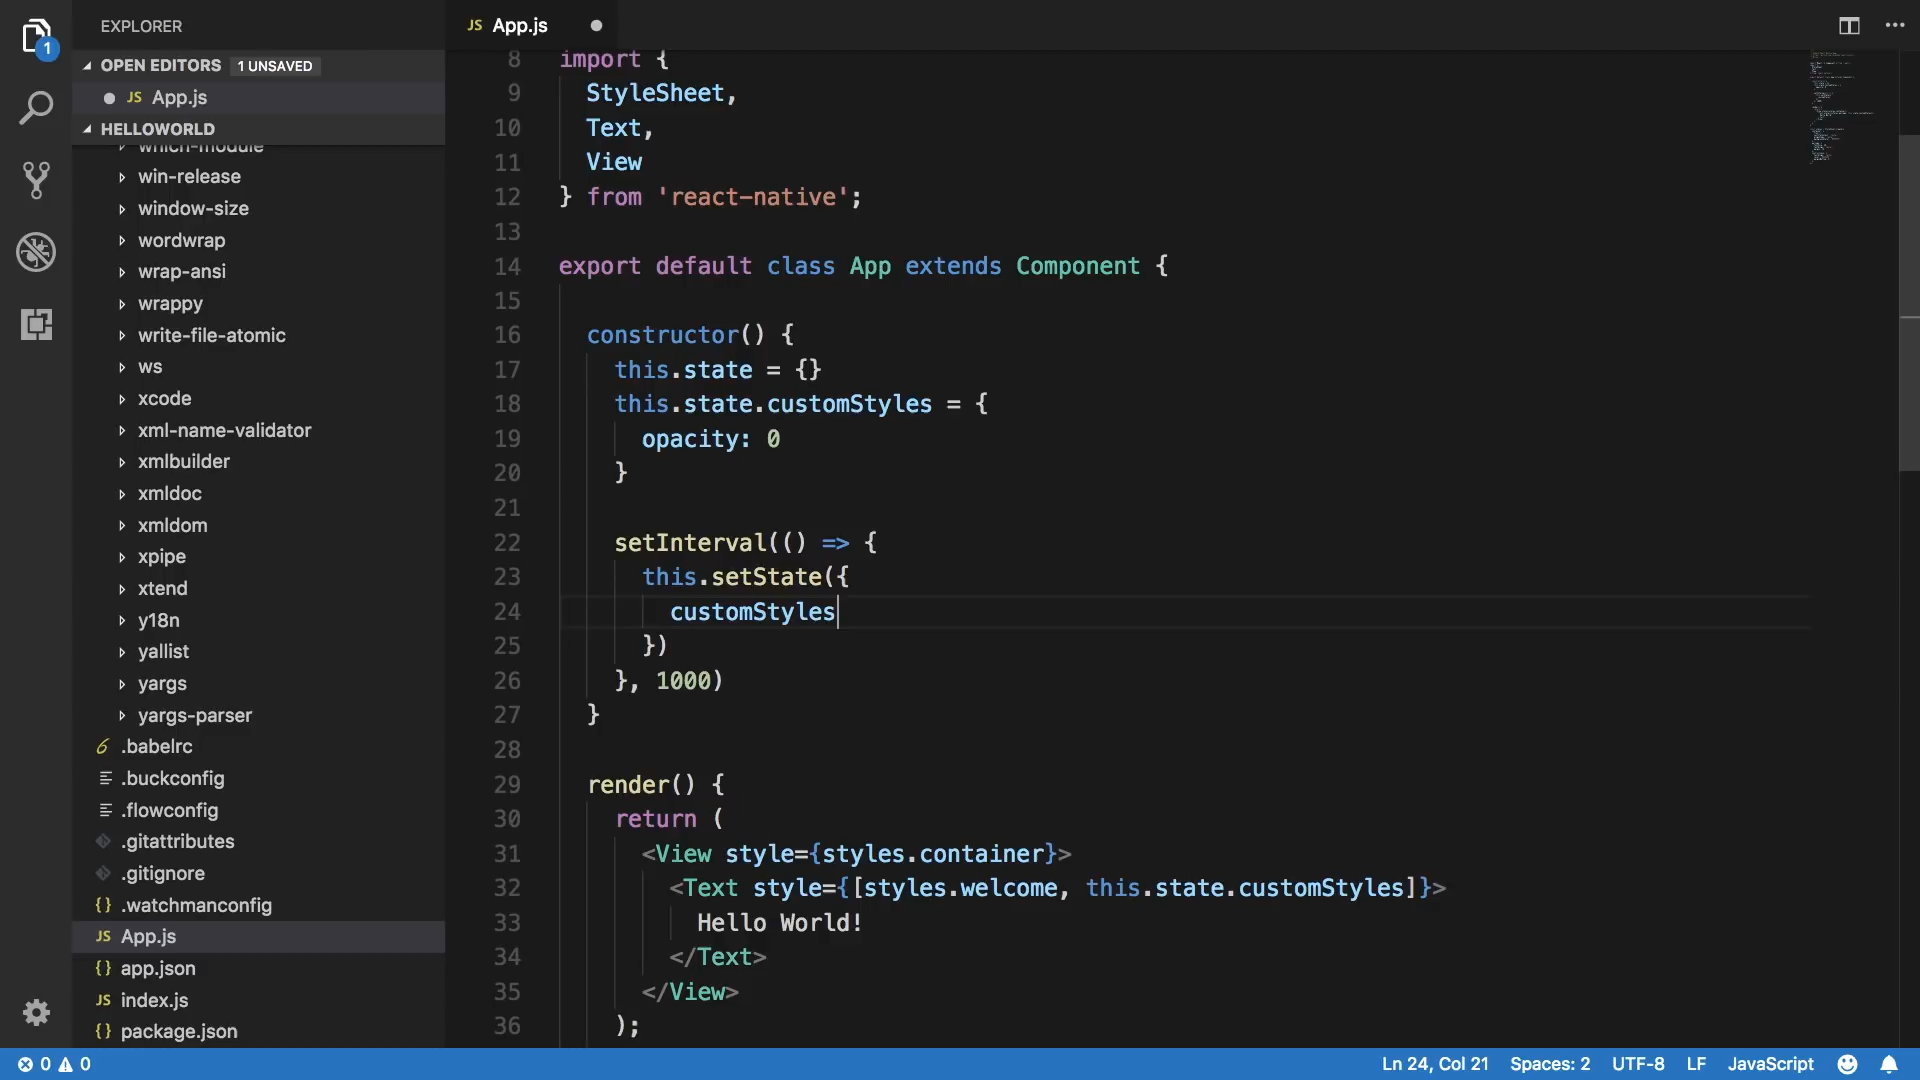 EXPLORER
1
OPEN EDITORS 1 UNSAVED
JS App.js
HELLOWORLD
which-module
win-release
window-size
wordwrap
wrap-ansi
wrappy
write-file-atomic
ws
xcode
xml-name-validator
xmlbuilder
xmldoc
xmldom
xpipe
xtend
y18n
yallist
yargs
yargs-parser
.babelrc
.buckconfig
.flowconfig
.gitattributes
.gitignore
{} .watchmanconfig
JS App.js
{} app.json
JS index.js
{} package.json
JS App.js
8 import {
9 StyleSheet,
10 Text,
11 View
12 } from 'react-native';
13
14 export default class App extends Component {
15
16 constructor() {
17 this.state = {}
18 this.state.customStyles = {
19 opacity: 0
20 }
21
22 setInterval(() => {
23 this.setState({
24 customStyles
25 })
26 }, 1000)
27 }
28
29 render() {
30 return (
31 <View style={styles.container}>
32 <Text style={[styles.welcome, this.state.customStyles]}>
33 Hello World!
34 </Text>
35 </View>
36 );
0 0
Ln 24, Col 21 Spaces: 2 UTF-8 LF JavaScript